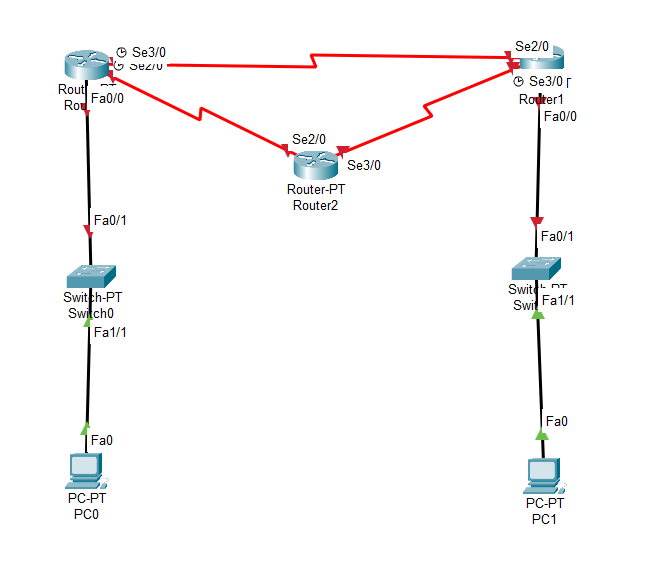 Se3/0
Se2/0
Fa0/0
Se2/0
Se3/0
Router1
Fa0/0
Se2/0
Se3/0
Router-PT
Router2
Fa0/1
Fa0/1
Switch-PT
Switch0
Fa1/1
Fa1/1
Fa0
Fa0
PC-PT
PC0
PC-PT
PC1